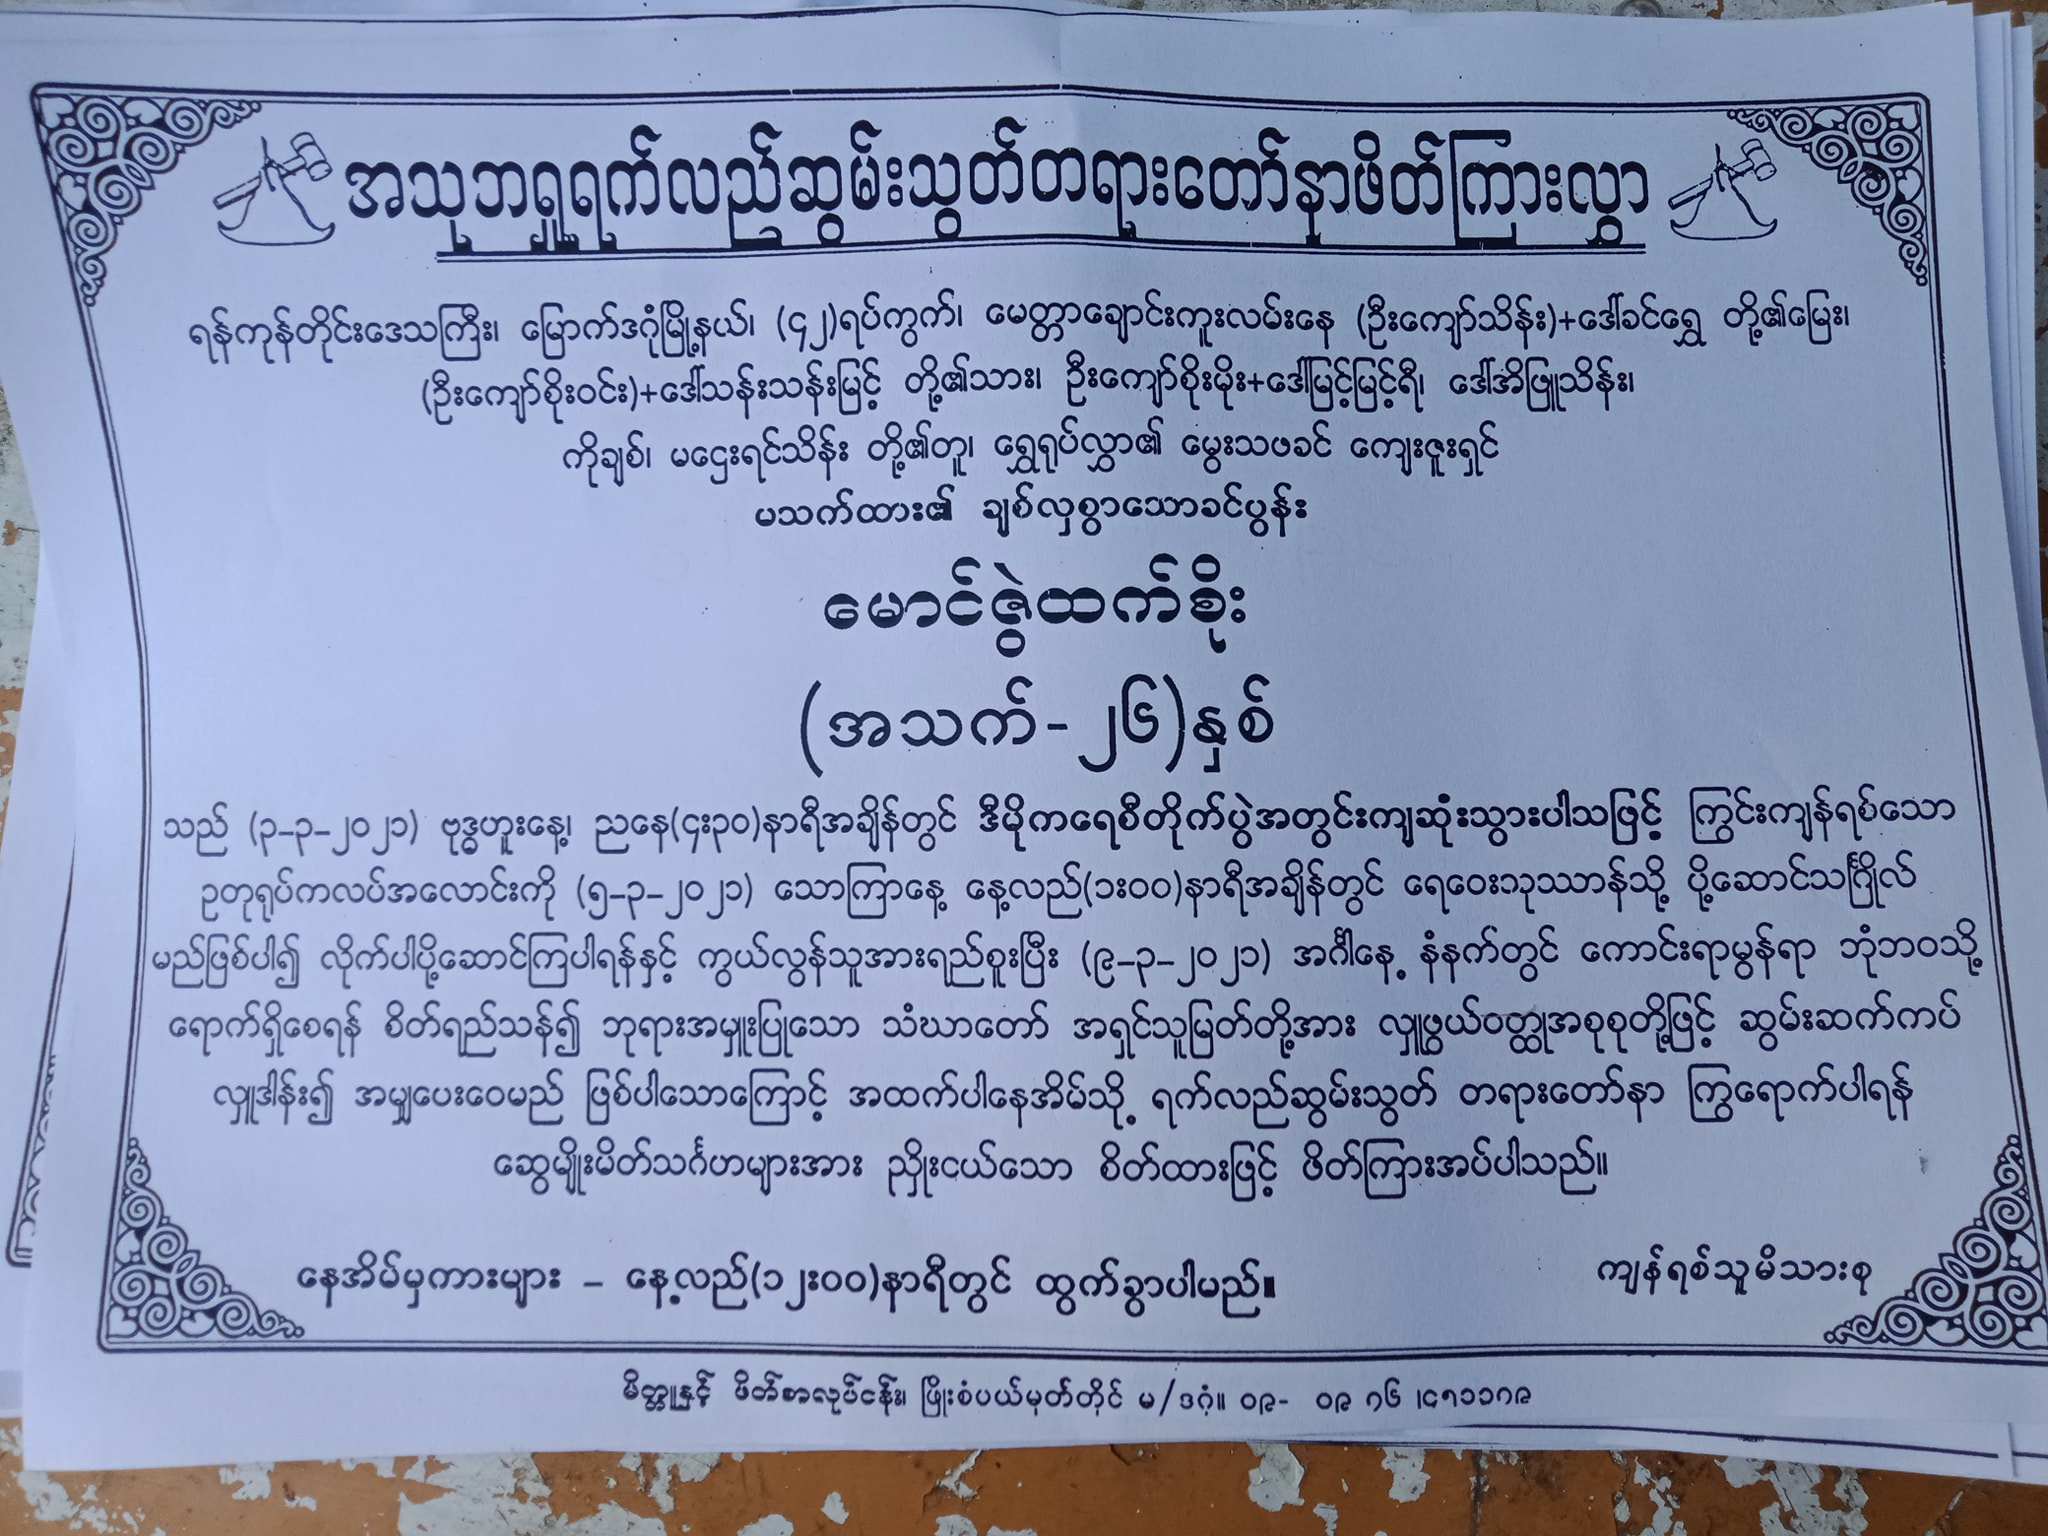 အသုဘရှုရက်လည်ဆွမ်းသွတ်တရားတော်နာဖိတ်ကြားလွှာ
ရန်ကုန်တိုင်းဒေသကြီး၊ မြောက်ဒဂုံမြို့နယ်၊ (၄၂)ရပ်ကွက်၊ မေတ္တာချောင်းကူးလမ်းနေ (ဦးကျော်သိန်း)+ဒေါ်ခင်ရွှေ တို့၏မြေး၊
(ဦးကျော်စိုးဝင်း)+ဒေါ်သန်းသန်းမြင့် တို့၏သား၊ ဦးကျော်စိုးမိုး+ဒေါ်မြင့်မြင့်ရီ၊ ဒေါ်အိဖြူသိန်း၊
ကိုချစ်၊ မဌေးရင်သိန်း တို့၏တူ၊ ရွှေရုပ်လွှာ၏ မွေးသဖခင် ကျေးဇူးရှင်
မသက်ထား၏ ချစ်လှစွာသောခင်ပွန်း
မောင်ဇွဲထက်စိုး
(အသက်-၂၆)နှစ်
သည် (၃-၃-၂၀၂၁) ဗုဒ္ဓဟူးနေ့၊ ညနေ(၄း၃၀)နာရီအချိန်တွင် ဒီမိုကရေစီတိုက်ပွဲအတွင်းကျဆုံးသွားပါသဖြင့် ကြွင်းကျန်ရစ်သော
ဥတုရုပ်ကလပ်အလောင်းကို (၅-၃-၂၀၂၁) သောကြာနေ့ နေ့လည်(၁း၀၀)နာရီအချိန်တွင် ရေဝေးသုဿာန်သို့ ပို့ဆောင်သင်္ဂြိုလ်
မည်ဖြစ်ပါ၍ လိုက်ပါပို့ဆောင်ကြပါရန်နှင့် ကွယ်လွန်သူအားရည်စူးပြီး (၉-၃-၂၀၂၁) အင်္ဂါနေ့ နံနက်တွင် ကောင်းရာမွန်ရာ ဘုံဘဝသို့
ရောက်ရှိစေရန် စိတ်ရည်သန်၍ ဘုရားအမှူးပြုသော သံဃာတော် အရှင်သူမြတ်တို့အား လှူဖွယ်ဝတ္ထုအစုစုတို့ဖြင့် ဆွမ်းဆက်ကပ်
လှူဒါန်း၍ အမျှပေးဝေမည် ဖြစ်ပါသောကြောင့် အထက်ပါနေအိမ်သို့ ရက်လည်ဆွမ်းသွတ် တရားတော်နာ ကြွရောက်ပါရန်
ဆွေမျိုးမိတ်သင်္ဂဟများအား ညှိုးငယ်သော စိတ်ထားဖြင့် ဖိတ်ကြားအပ်ပါသည်။
နေအိမ်မှကားများ - နေ့လည်(၁၂း၀၀)နာရီတွင် ထွက်ခွာပါမည်။
ကျန်ရစ်သူမိသားစု
မိတ္တူနှင့် ဖိတ်စာလုပ်ငန်း၊ ဖြိုးစံပယ်မှတ်တိုင် မ/ဒဂုံ။ ၀၉-